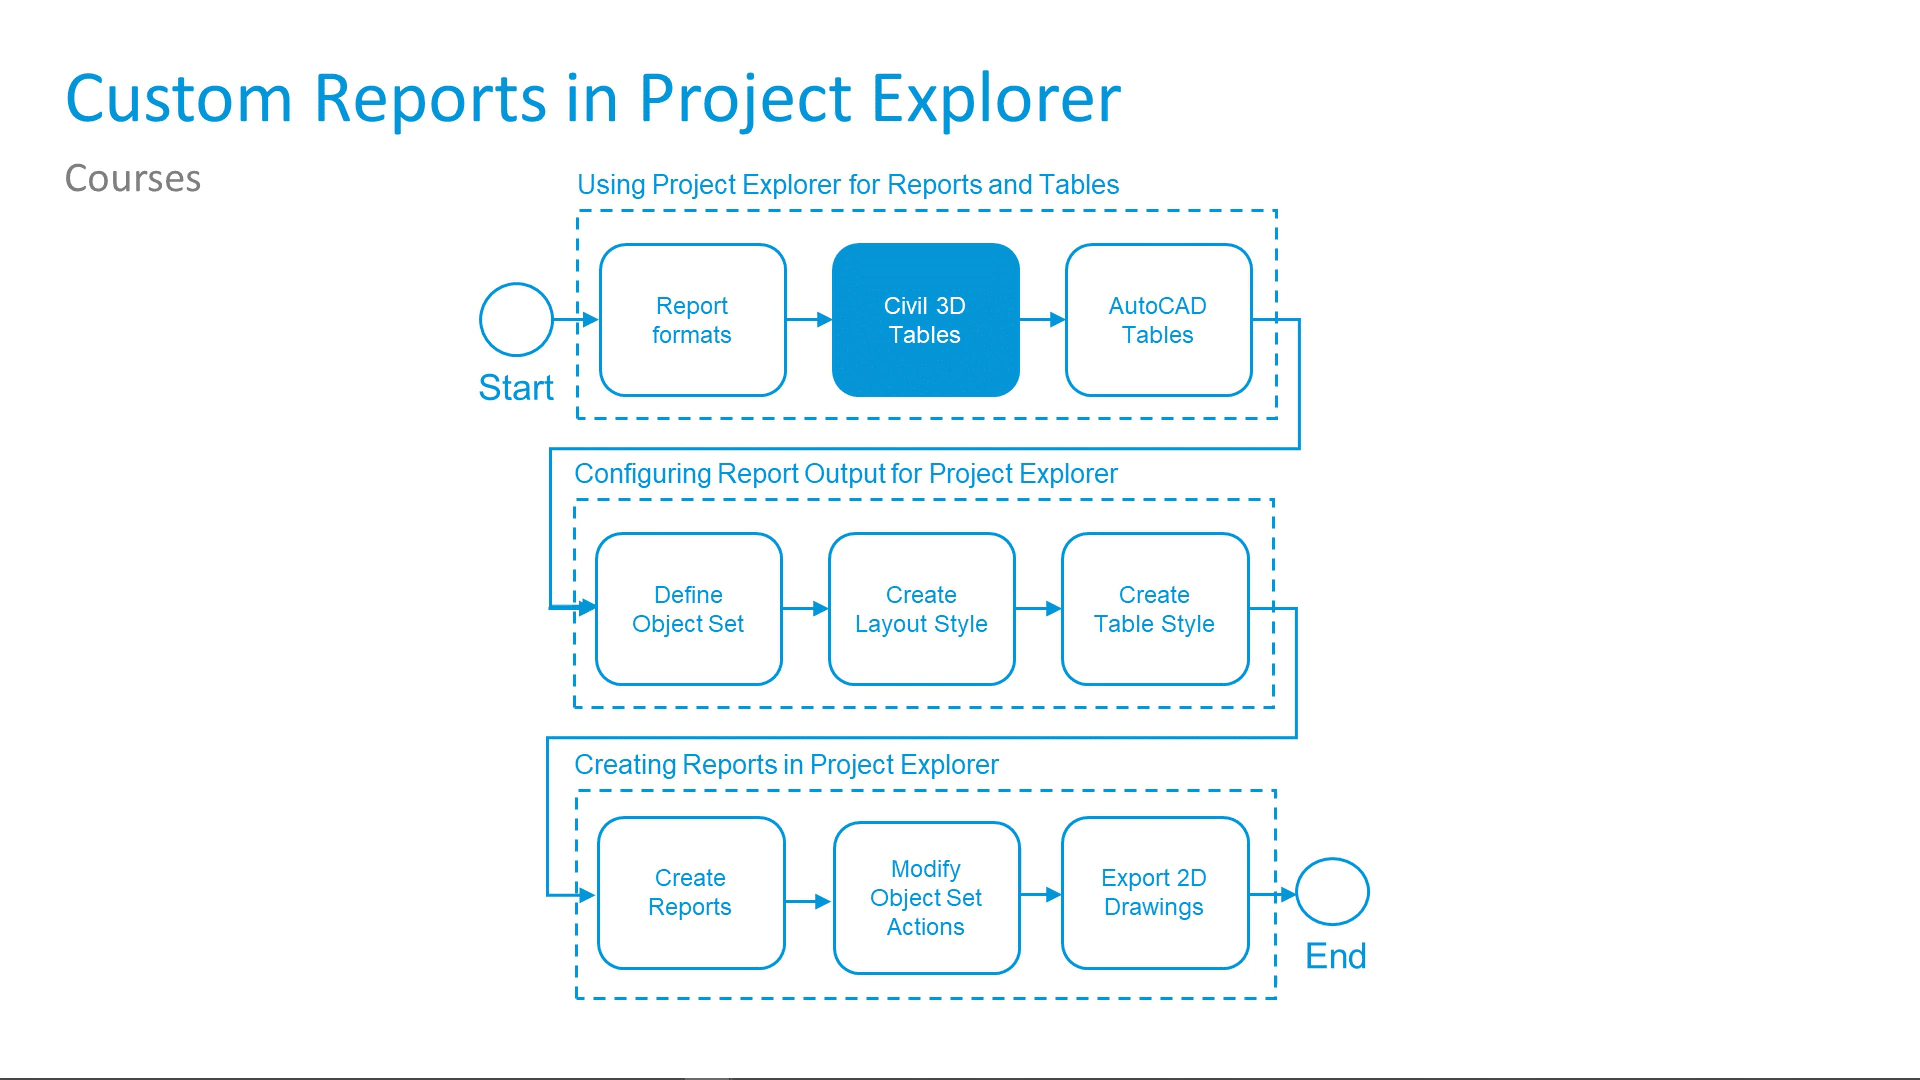 Custom Reports in Project Explorer
Courses
Using Project Explorer for Reports and Tables
Report
formats
Civil 3D
Tables
AutoCAD
Tables
Start
Configuring Report Output for Project Explorer
Define
Object Set
Create
Layout Style
Create
Table Style
Creating Reports in Project Explorer
Create
Reports
Modify
Object Set
Actions
Export 2D
Drawings
End